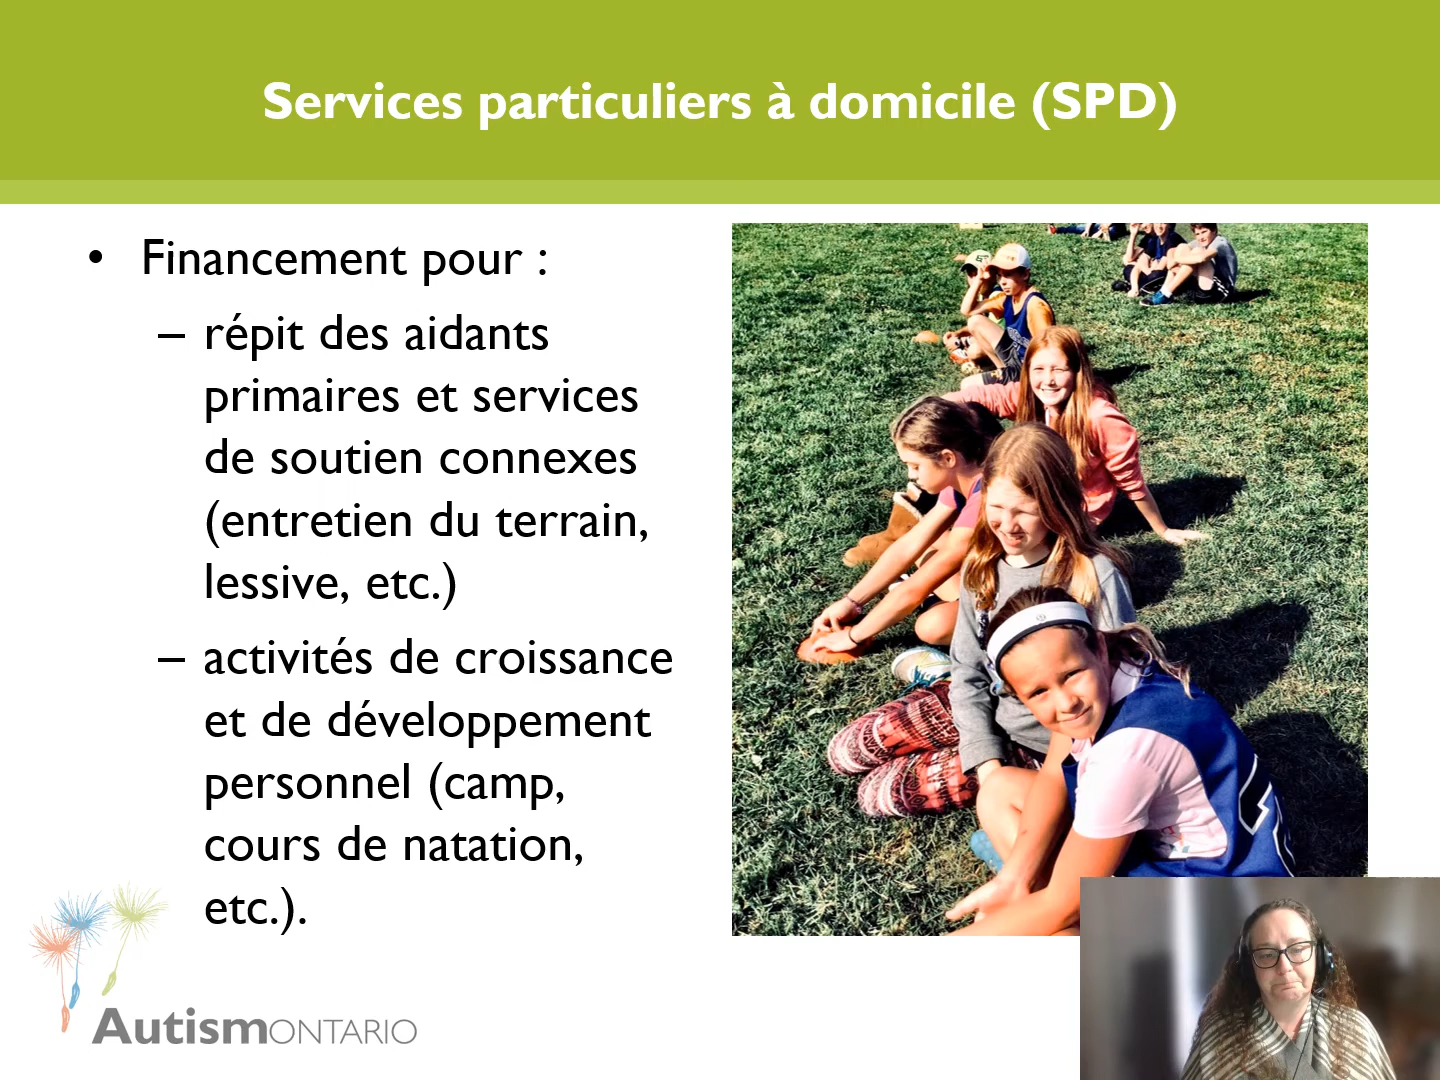 Services particuliers à domicile (SPD)
• Financement pour :
– répit des aidants
primaires et services
de soutien connexes
(entretien du terrain,
lessive, etc.)
– activités de croissance
et de développement
personnel (camp,
cours de natation,
etc.).
AutismONTARIO